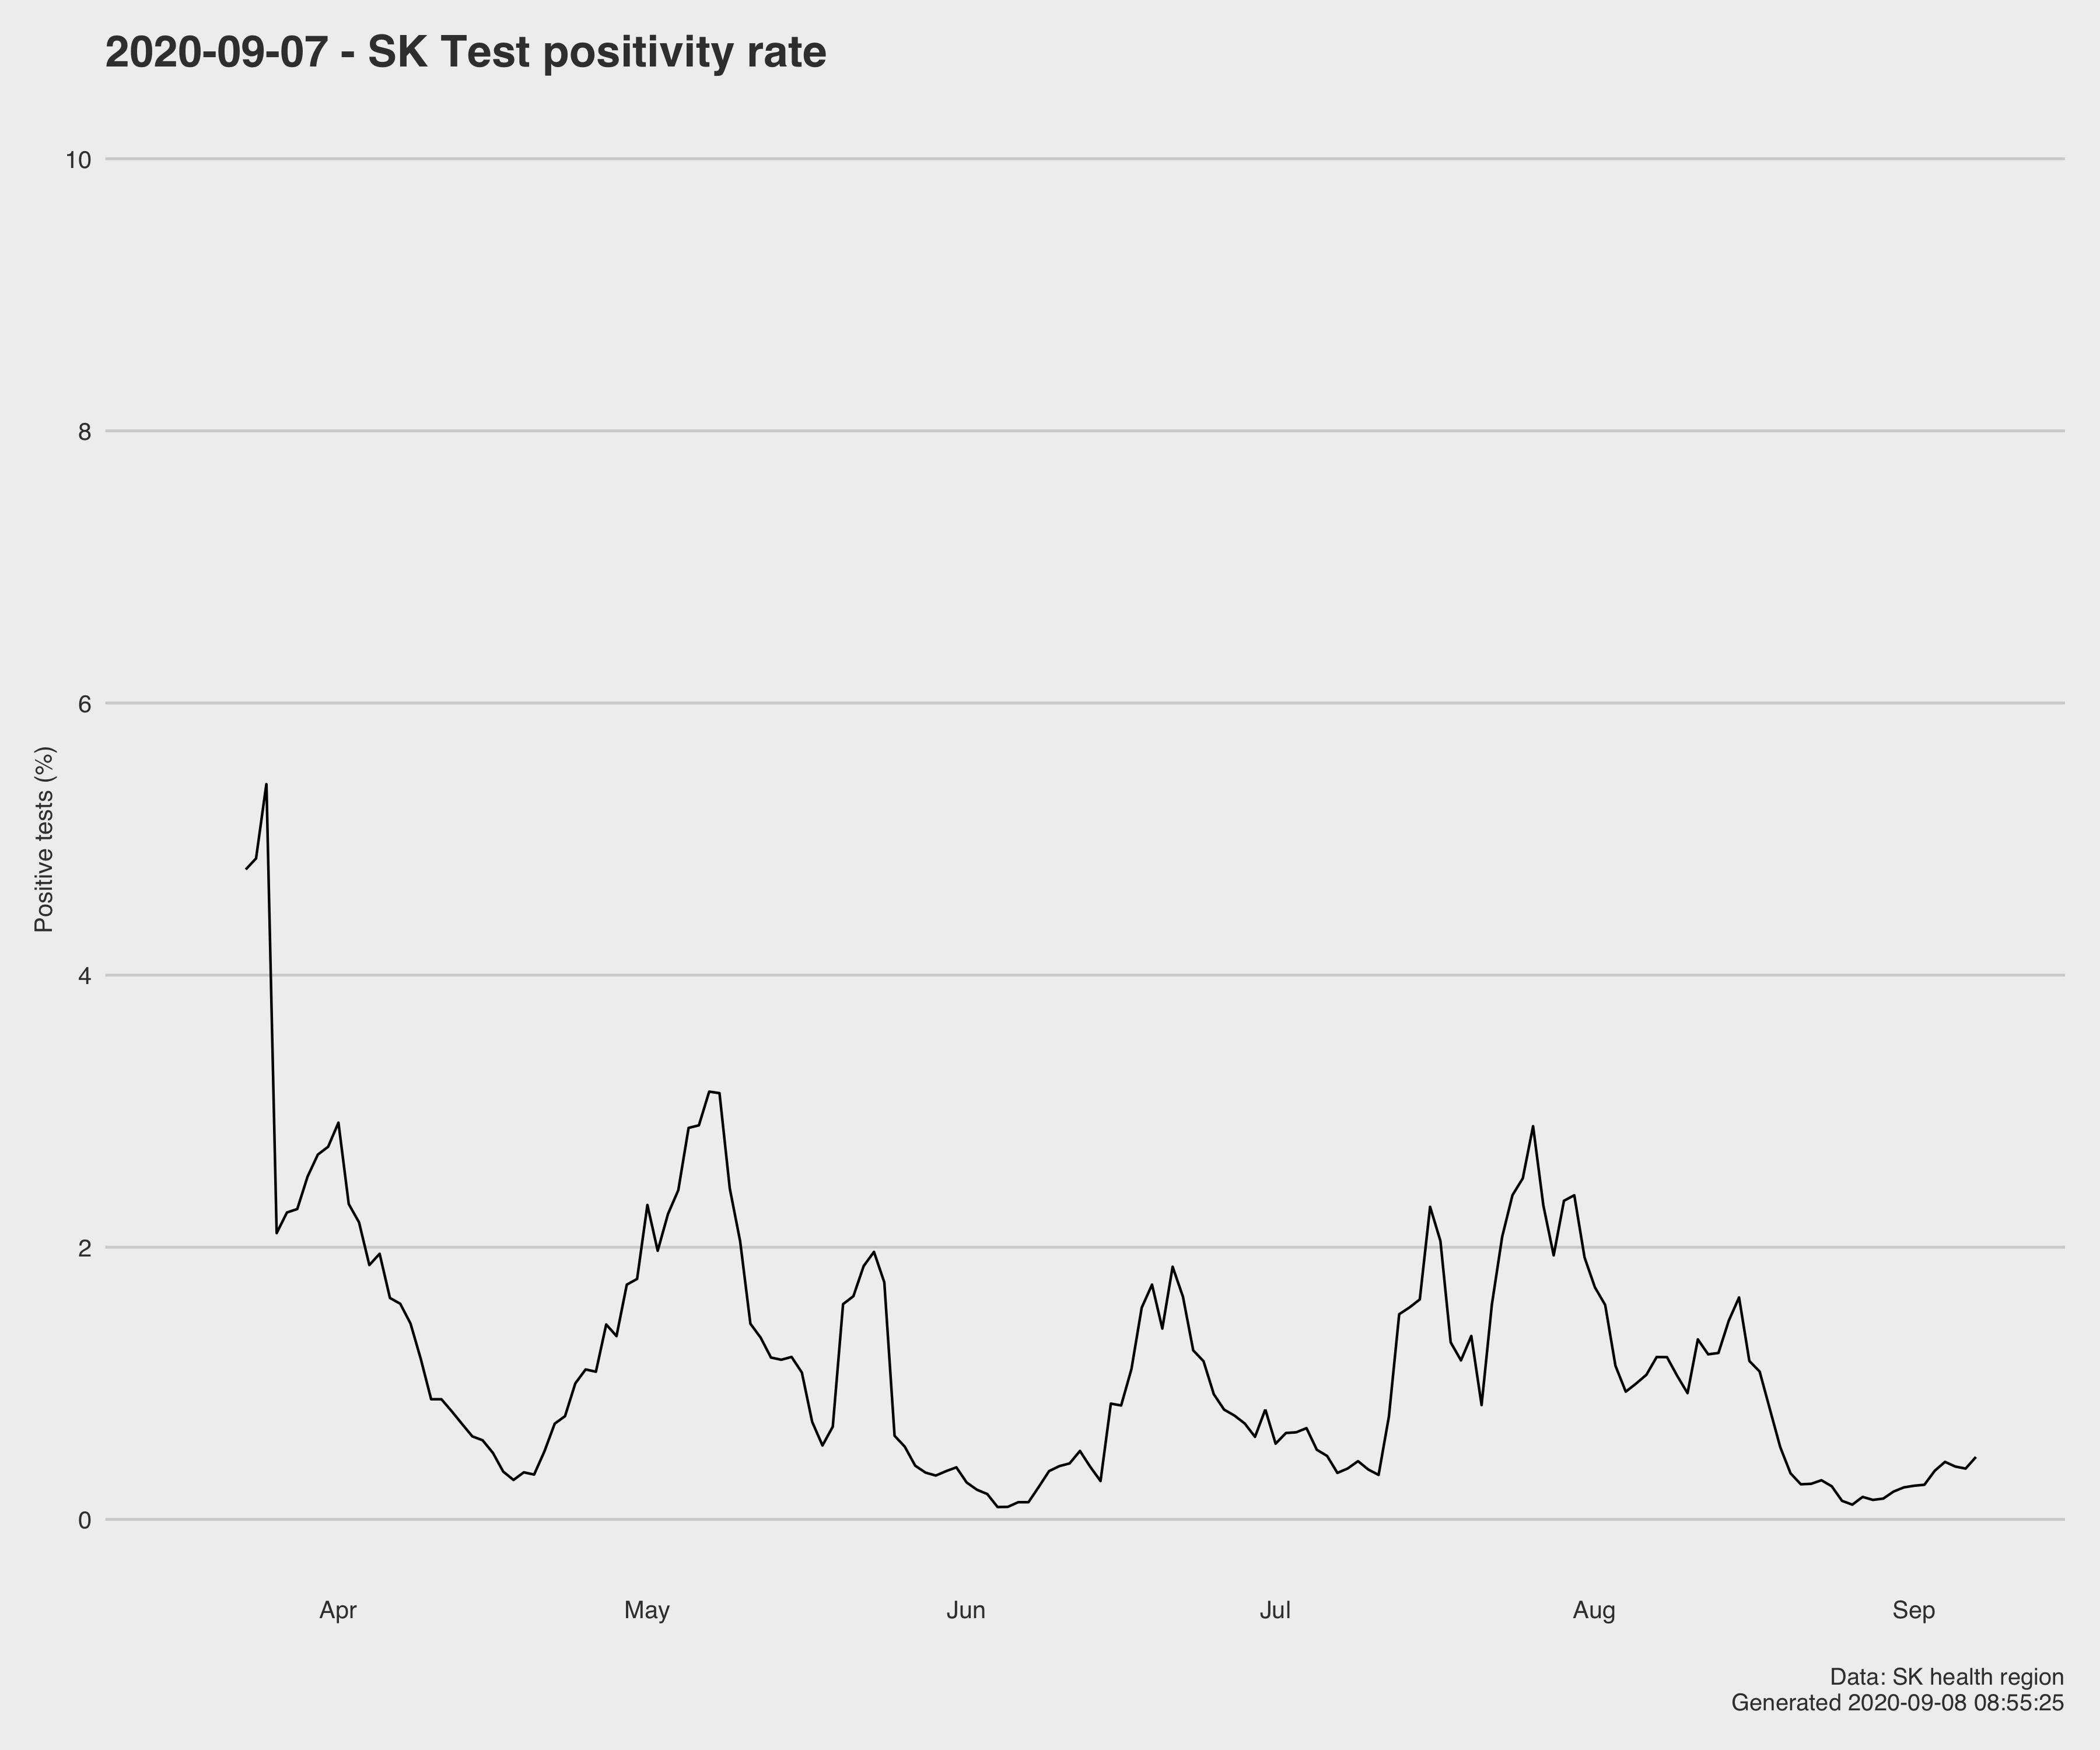 2020-09-07 - SK Test positivity rate
10
8
6
4
2
0
Positive tests (%)
Apr May Jun Jul Aug Sep
Data: SK health region
Generated 2020-09-08 08:55:25